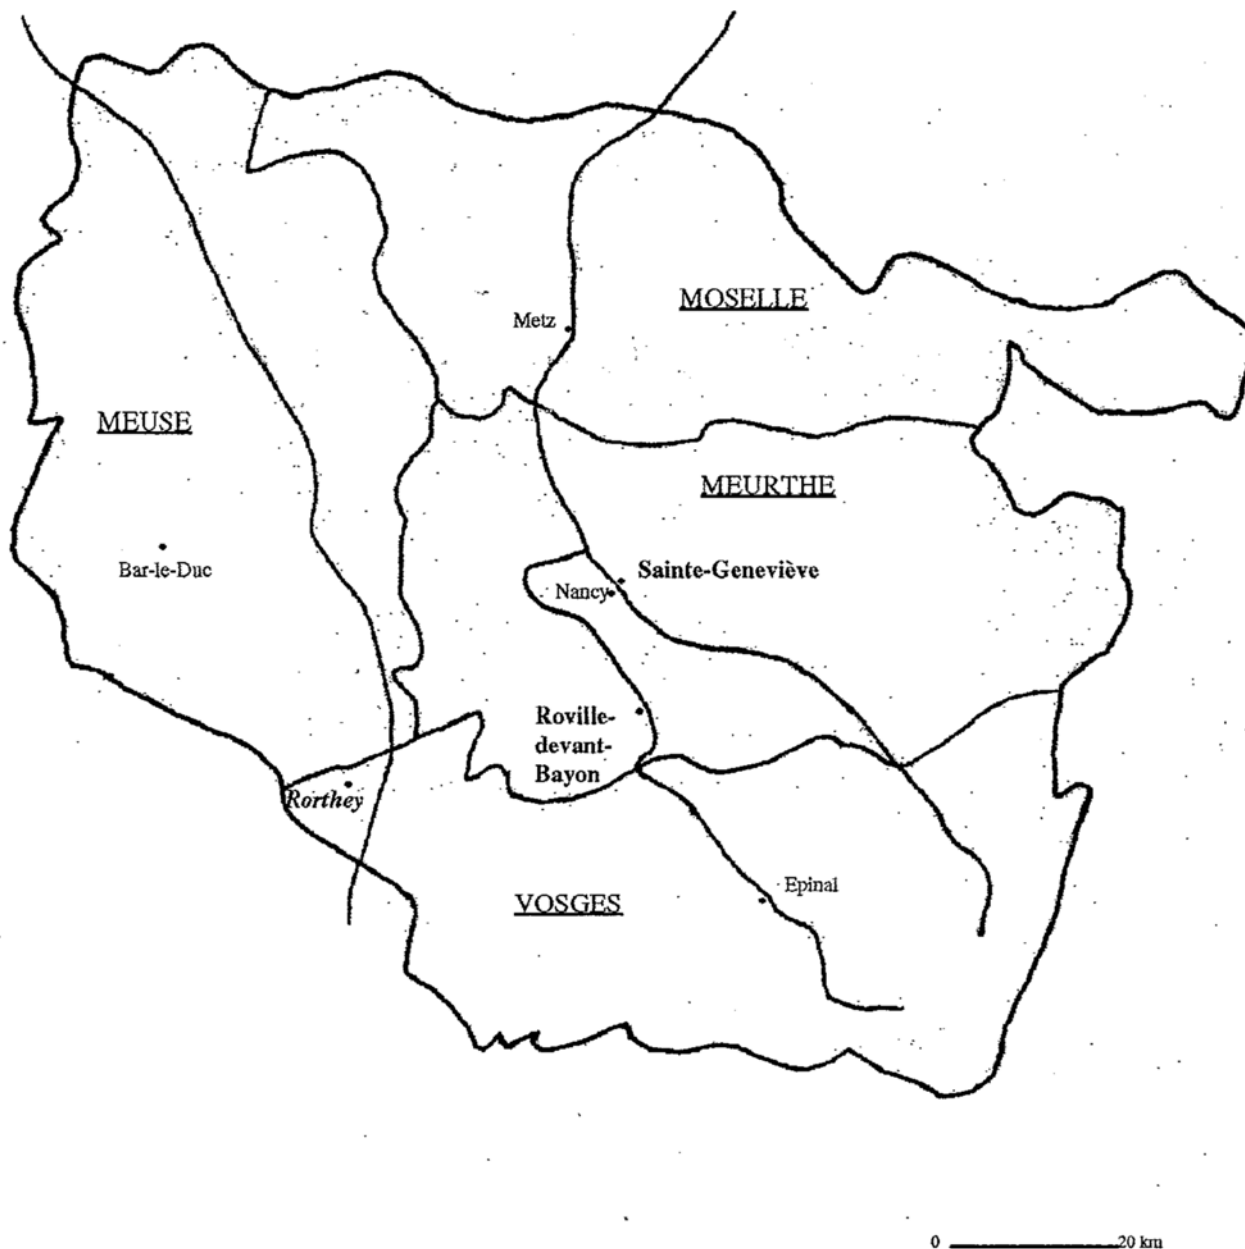 MOSELLE
Metz
MEUSE
MEURTHE
Bar-le-Duc
Sainte-Geneviève
Nancy
Roville-
devant-
Bayon
Rorthey
Epinal
VOSGES
0 20 km